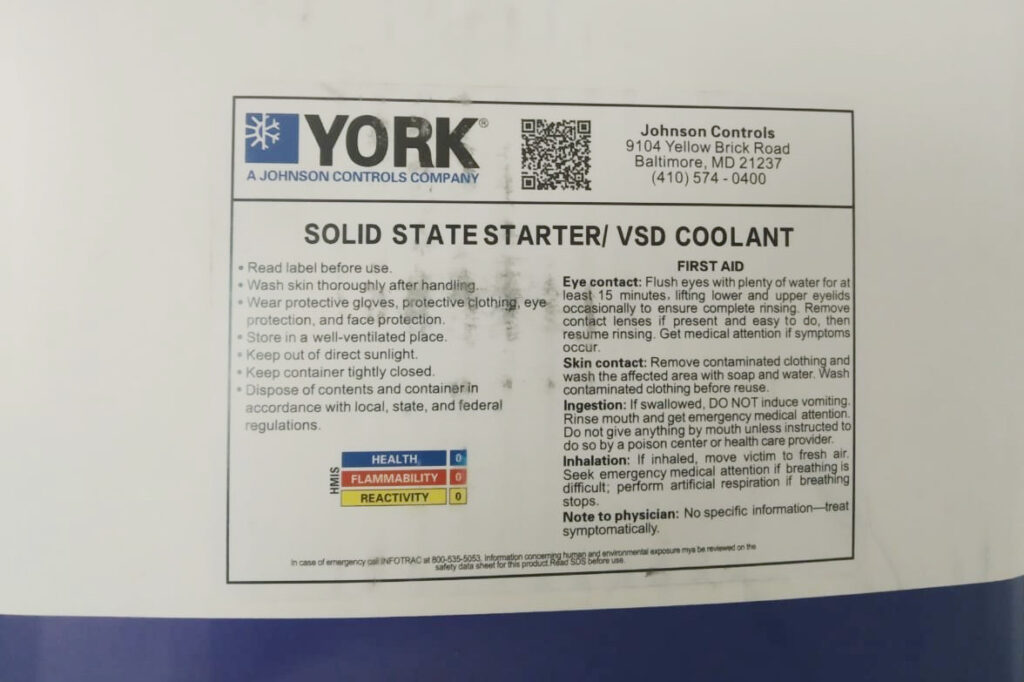 YORK®
A JOHNSON CONTROLS COMPANY
Johnson Controls
9104 Yellow Brick Road
Baltimore, MD 21237
(410) 574 - 0400
SOLID STATE STARTER/ VSD COOLANT
• Read label before use.
• Wash skin thoroughly after handling.
• Wear protective gloves, protective clothing, eye
protection, and face protection.
• Store in a well-ventilated place.
• Keep out of direct sunlight.
• Keep container tightly closed.
• Dispose of contents and container in
accordance with local, state, and federal
regulations.
HMIS
HEALTH 0
FLAMMABILITY 0
REACTIVITY 0
FIRST AID
Eye contact: Flush eyes with plenty of water for at
least 15 minutes, lifting lower and upper eyelids
occasionally to ensure complete rinsing. Remove
contact lenses if present and easy to do, then
resume rinsing. Get medical attention if symptoms
occur.
Skin contact: Remove contaminated clothing and
wash the affected area with soap and water. Wash
contaminated clothing before reuse.
Ingestion: If swallowed, DO NOT induce vomiting.
Rinse mouth and get emergency medical attention.
Do not give anything by mouth unless instructed to
do so by a poison center or health care provider.
Inhalation: If inhaled, move victim to fresh air.
Seek emergency medical attention if breathing is
difficult; perform artificial respiration if breathing
stops.
Note to physician: No specific information—treat
symptomatically.
In case of emergency call INFOTRAC at 800-535-5053. Information concerning human and environmental exposure mya be reviewed on the
safety data sheet for this product.Read SDS before use.